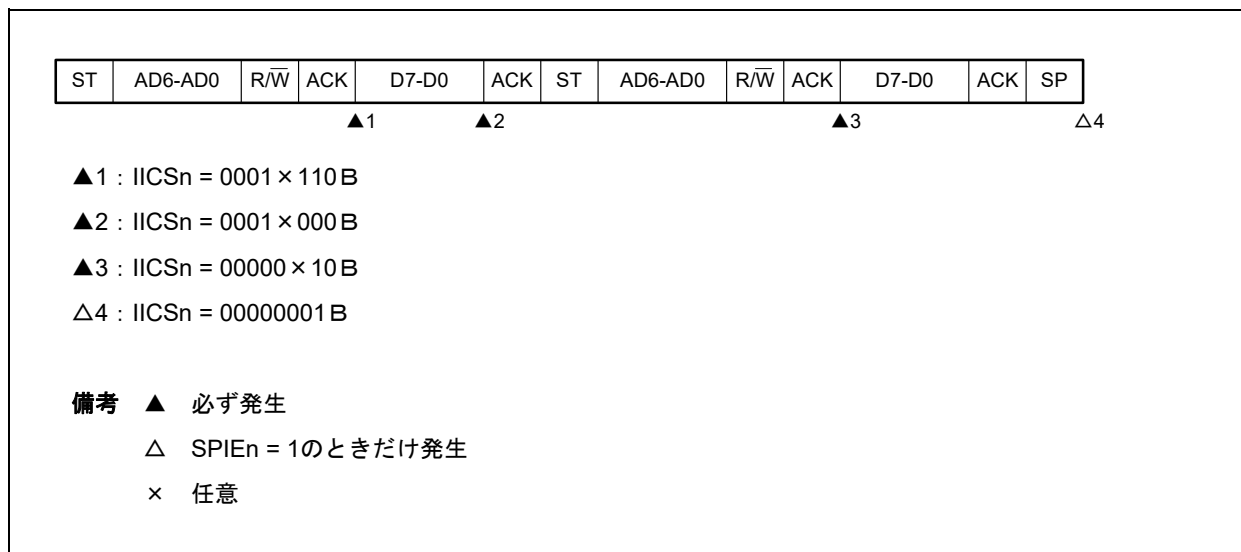 ST AD6-AD0 R/W̅ ACK D7-D0 ACK ST AD6-AD0 R/W̅ ACK D7-D0 ACK SP
▲1 ▲2 ▲3 △4
▲1：IICSn = 0001×110B
▲2：IICSn = 0001×000B
▲3：IICSn = 00000×10B
△4：IICSn = 00000001B
備考 ▲ 必ず発生
△ SPIEn = 1のときだけ発生
× 任意